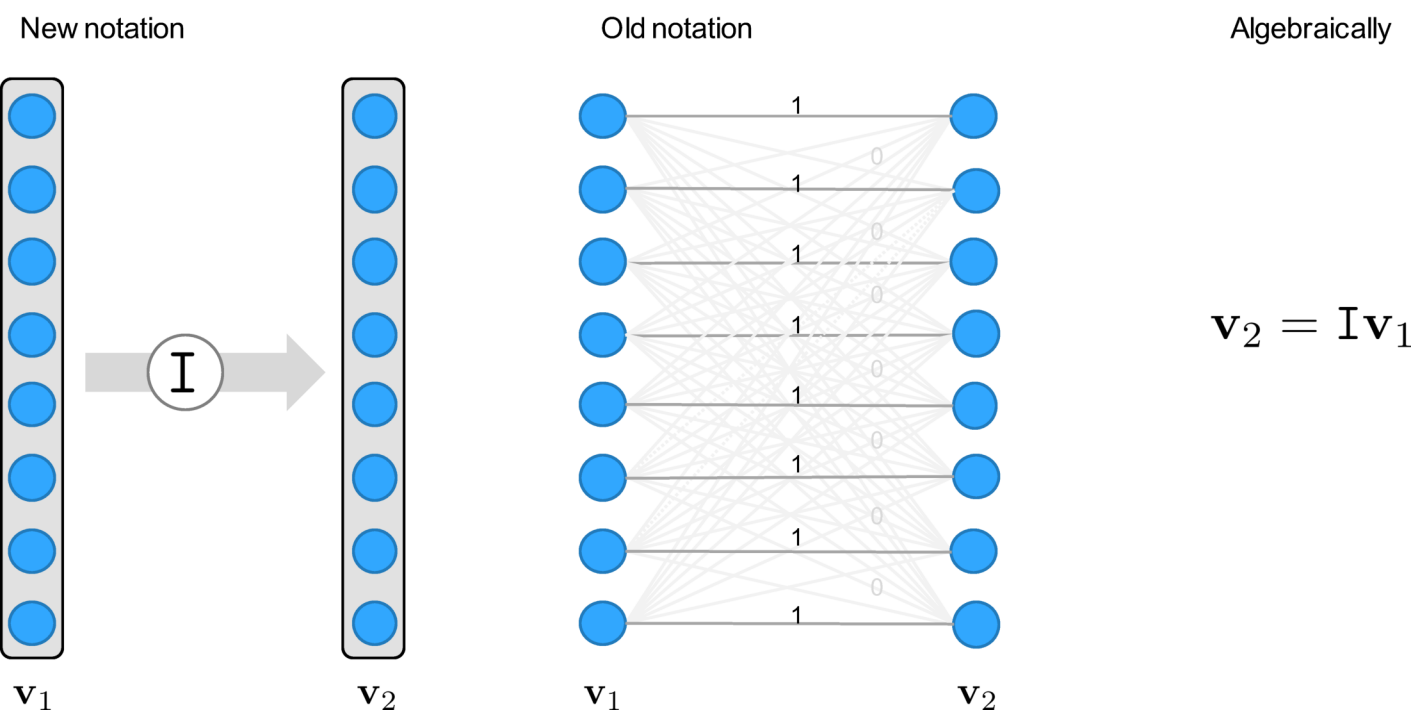 New notation
Old notation
Algebraically
1
0
1
0
1
0
1
0
1
0
1
0
1
0
1
I
𝐯₂ = I𝐯₁
𝐯₁
𝐯₂
𝐯₁
𝐯₂